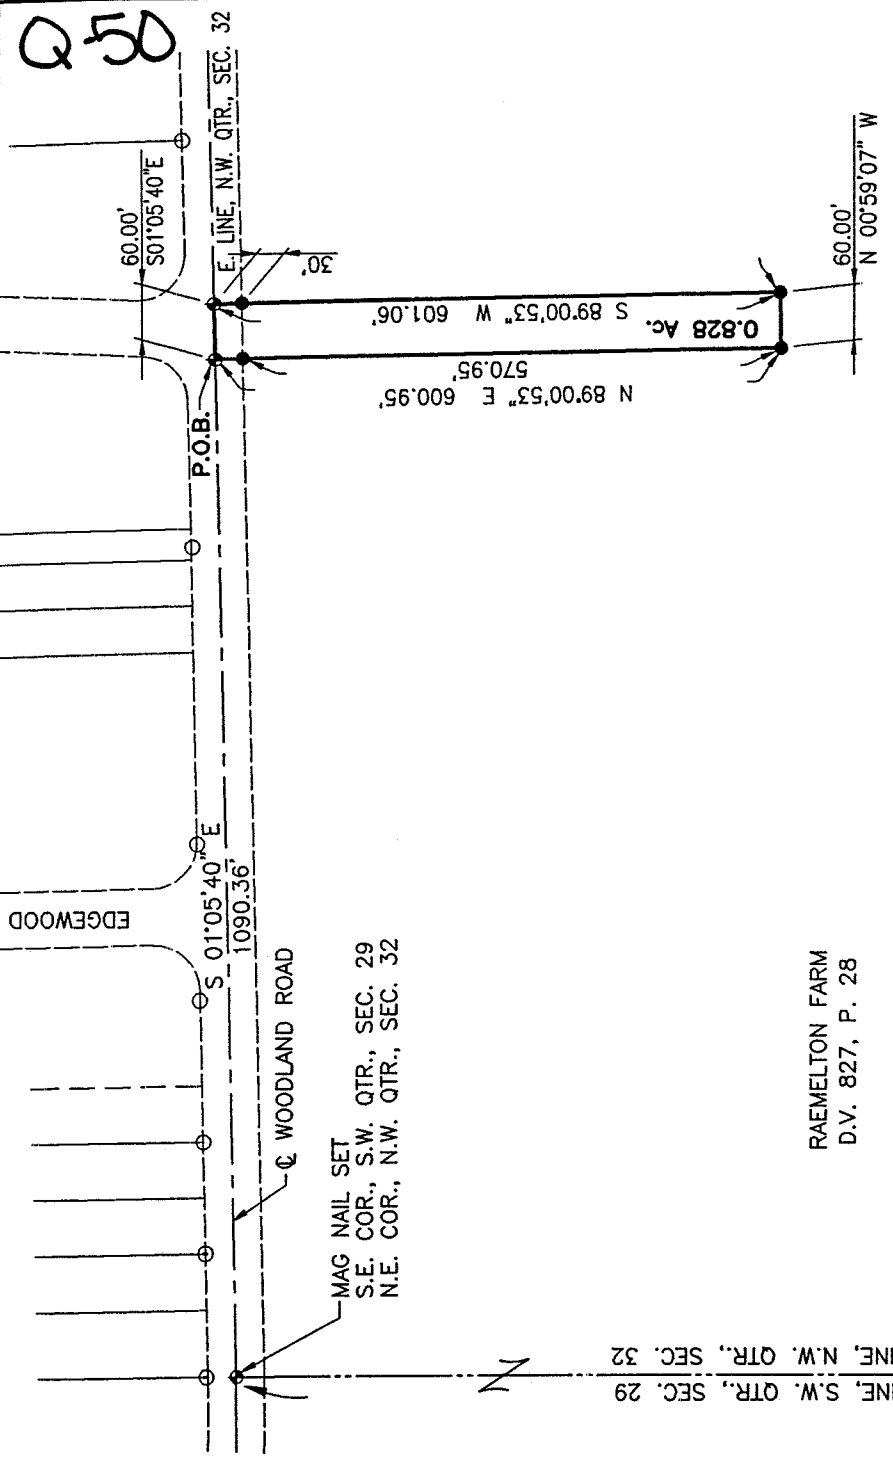 Q-50
E. LINE, N.W. QTR., SEC. 32
60.00'
S01°05'40"E
30'
S 89°00'53" W 601.06'
0.828 Ac.
570.95'
N 89°00'53" E 600.95'
60.00'
N 00°59'07" W
P.O.B.
EDGEWOOD
S 01°05'40" E
1090.36'
℄ WOODLAND ROAD
MAG NAIL SET
S.E. COR., S.W. QTR., SEC. 29
N.E. COR., N.W. QTR., SEC. 32
RAEMELTON FARM
D.V. 827, P. 28
INE, N.W. QTR., SEC. 32
INE, S.W. QTR., SEC. 29